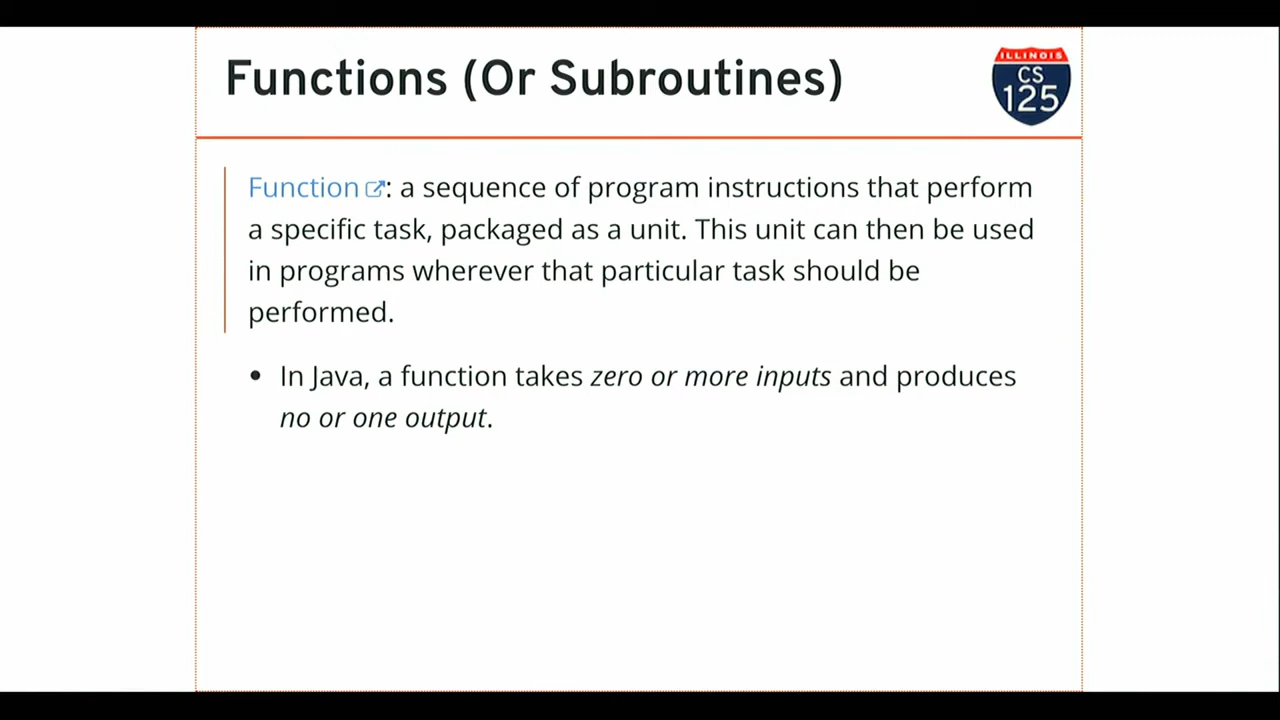 Functions (Or Subroutines)
ILLINOIS
CS
125
Function: a sequence of program instructions that perform
a specific task, packaged as a unit. This unit can then be used
in programs wherever that particular task should be
performed.
• In Java, a function takes zero or more inputs and produces
no or one output.